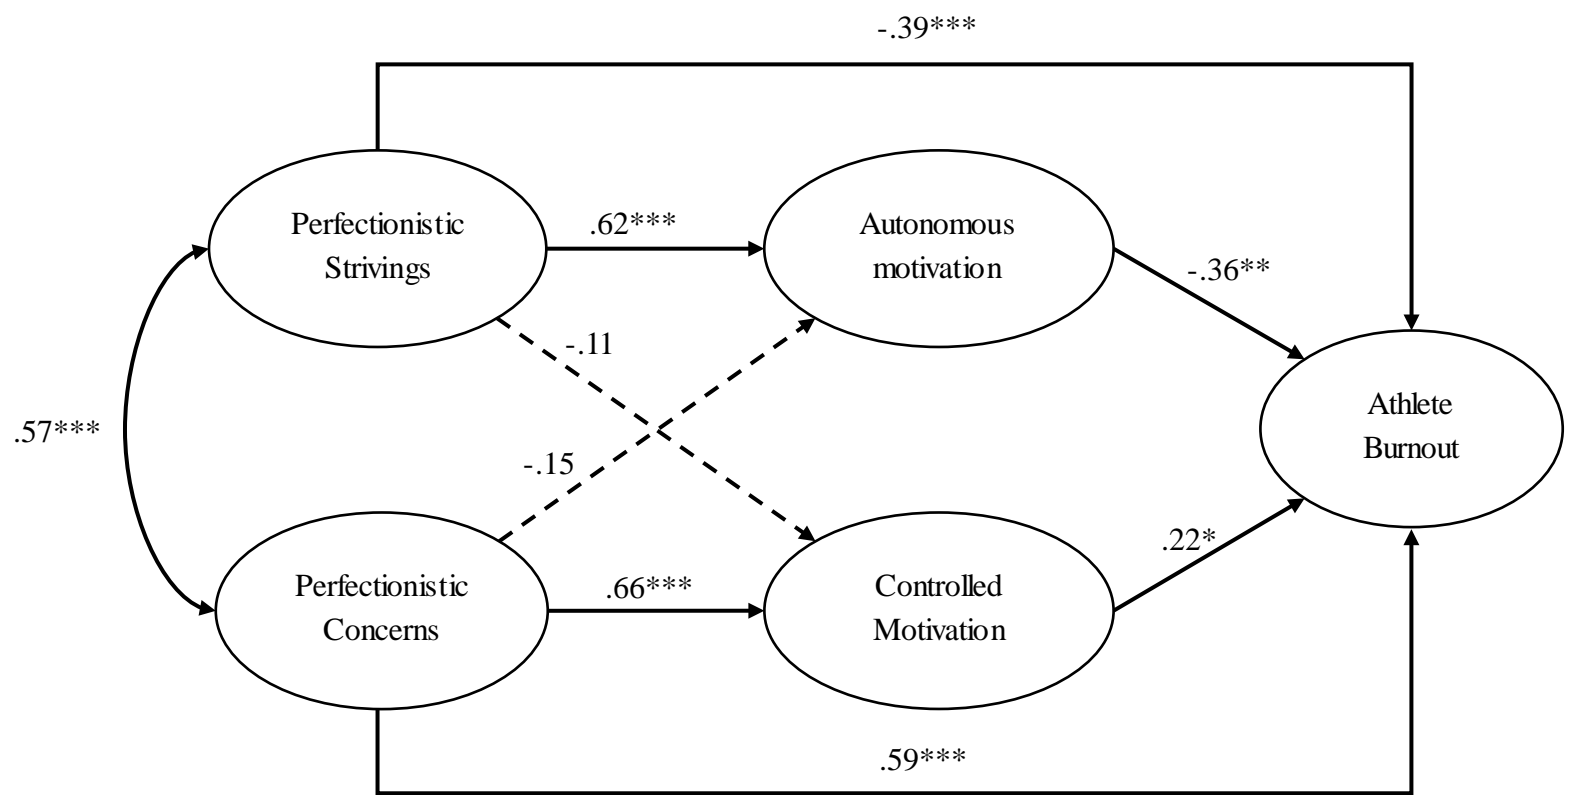 -.39***
Perfectionistic
Strivings
.62***
Autonomous
motivation
-.36**
-.11
.57***
-.15
Athlete
Burnout
Perfectionistic
Concerns
.66***
Controlled
Motivation
.22*
.59***